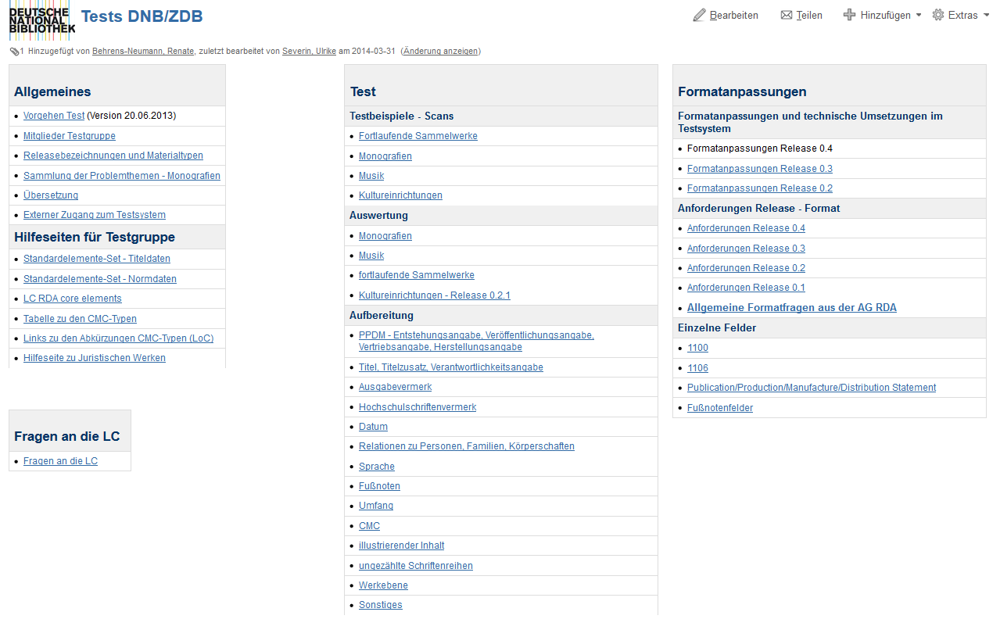 DEUTSCHE
NATIONAL
BIBLIOTHEK
Tests DNB/ZDB
Bearbeiten
Teilen
Hinzufügen
Extras
1 Hinzugefügt von Behrens-Neumann, Renate, zuletzt bearbeitet von Severin, Ulrike am 2014-03-31 (Änderung anzeigen)
Allgemeines
Vorgehen Test (Version 20.06.2013)
Mitglieder Testgruppe
Releasebezeichnungen und Materialtypen
Sammlung der Problemthemen - Monografien
Übersetzung
Externer Zugang zum Testsystem
Hilfeseiten für Testgruppe
Standardelemente-Set - Titeldaten
Standardelemente-Set - Normdaten
LC RDA core elements
Tabelle zu den CMC-Typen
Links zu den Abkürzungen CMC-Typen (LoC)
Hilfeseite zu Juristischen Werken
Fragen an die LC
Fragen an die LC
Test
Testbeispiele - Scans
Fortlaufende Sammelwerke
Monografien
Musik
Kultureinrichtungen
Auswertung
Monografien
Musik
fortlaufende Sammelwerke
Kultureinrichtungen - Release 0.2.1
Aufbereitung
PPDM - Entstehungsangabe, Veröffentlichungsangabe,
Vertriebsangabe, Herstellungsangabe
Titel, Titelzusatz, Verantwortlichkeitsangabe
Ausgabevermerk
Hochschulschriftenvermerk
Datum
Relationen zu Personen, Familien, Körperschaften
Sprache
Fußnoten
Umfang
CMC
illustrierender Inhalt
ungezählte Schriftenreihen
Werkebene
Sonstiges
Formatanpassungen
Formatanpassungen und technische Umsetzungen im
Testsystem
Formatanpassungen Release 0.4
Formatanpassungen Release 0.3
Formatanpassungen Release 0.2
Anforderungen Release - Format
Anforderungen Release 0.4
Anforderungen Release 0.3
Anforderungen Release 0.2
Anforderungen Release 0.1
Allgemeine Formatfragen aus der AG RDA
Einzelne Felder
1100
1106
Publication/Production/Manufacture/Distribution Statement
Fußnotenfelder